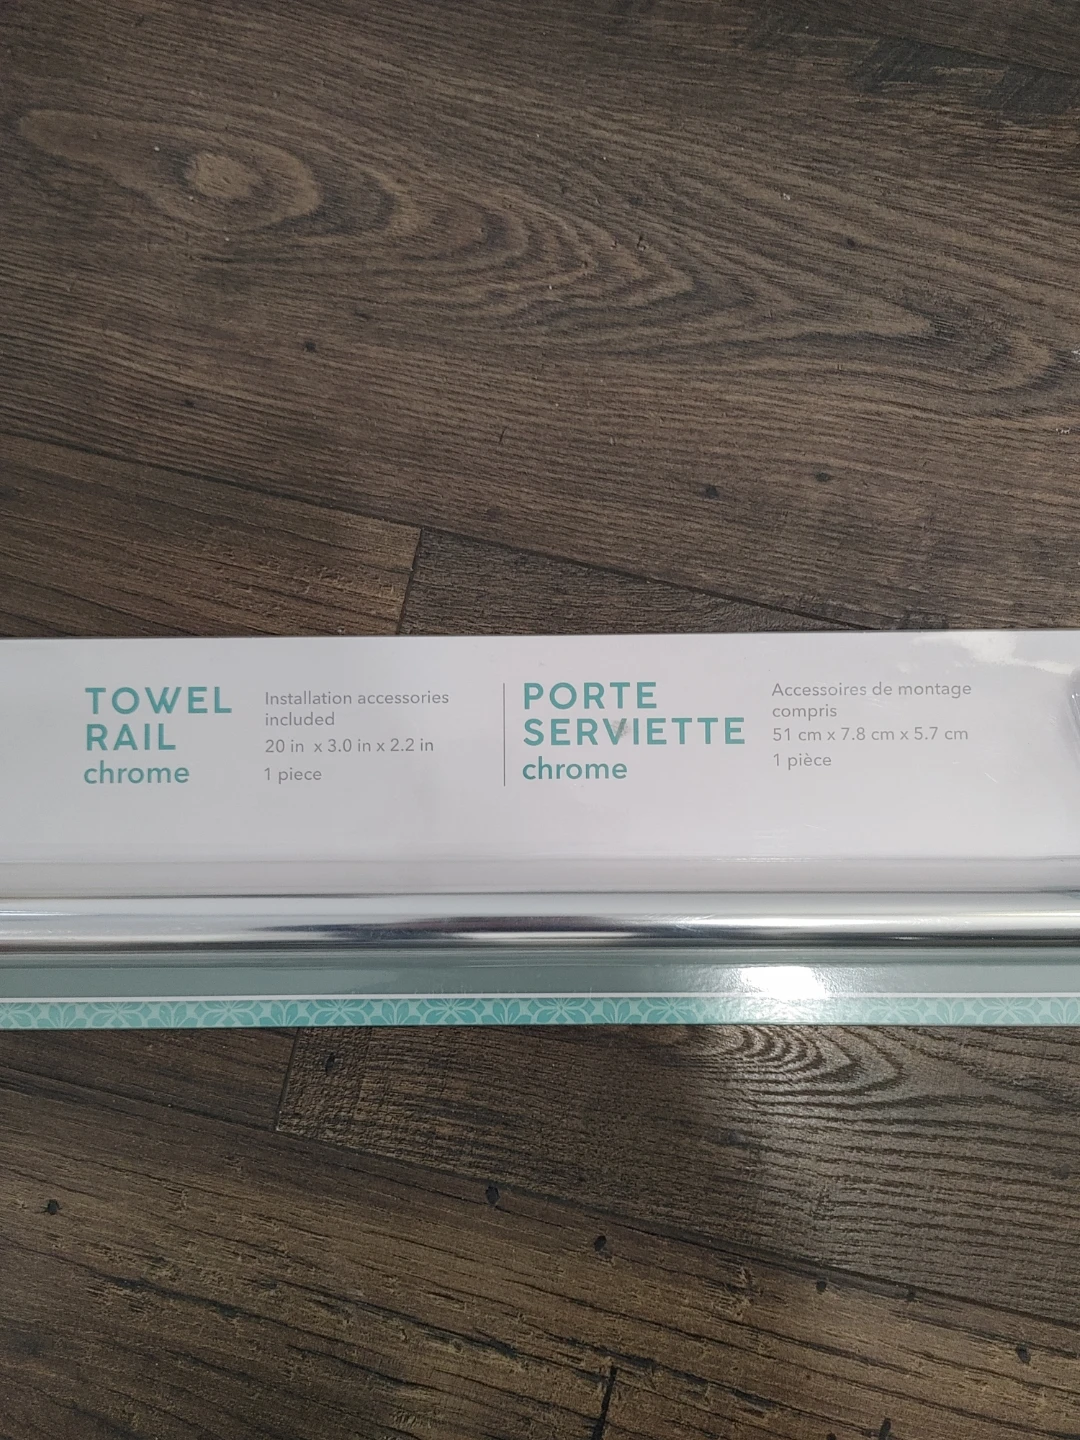 TOWEL
RAIL
chrome
Installation accessories
included
20 in x 3.0 in x 2.2 in
1 piece
PORTE
SERVIETTE
chrome
Accessoires de montage
compris
51 cm x 7.8 cm x 5.7 cm
1 pièce